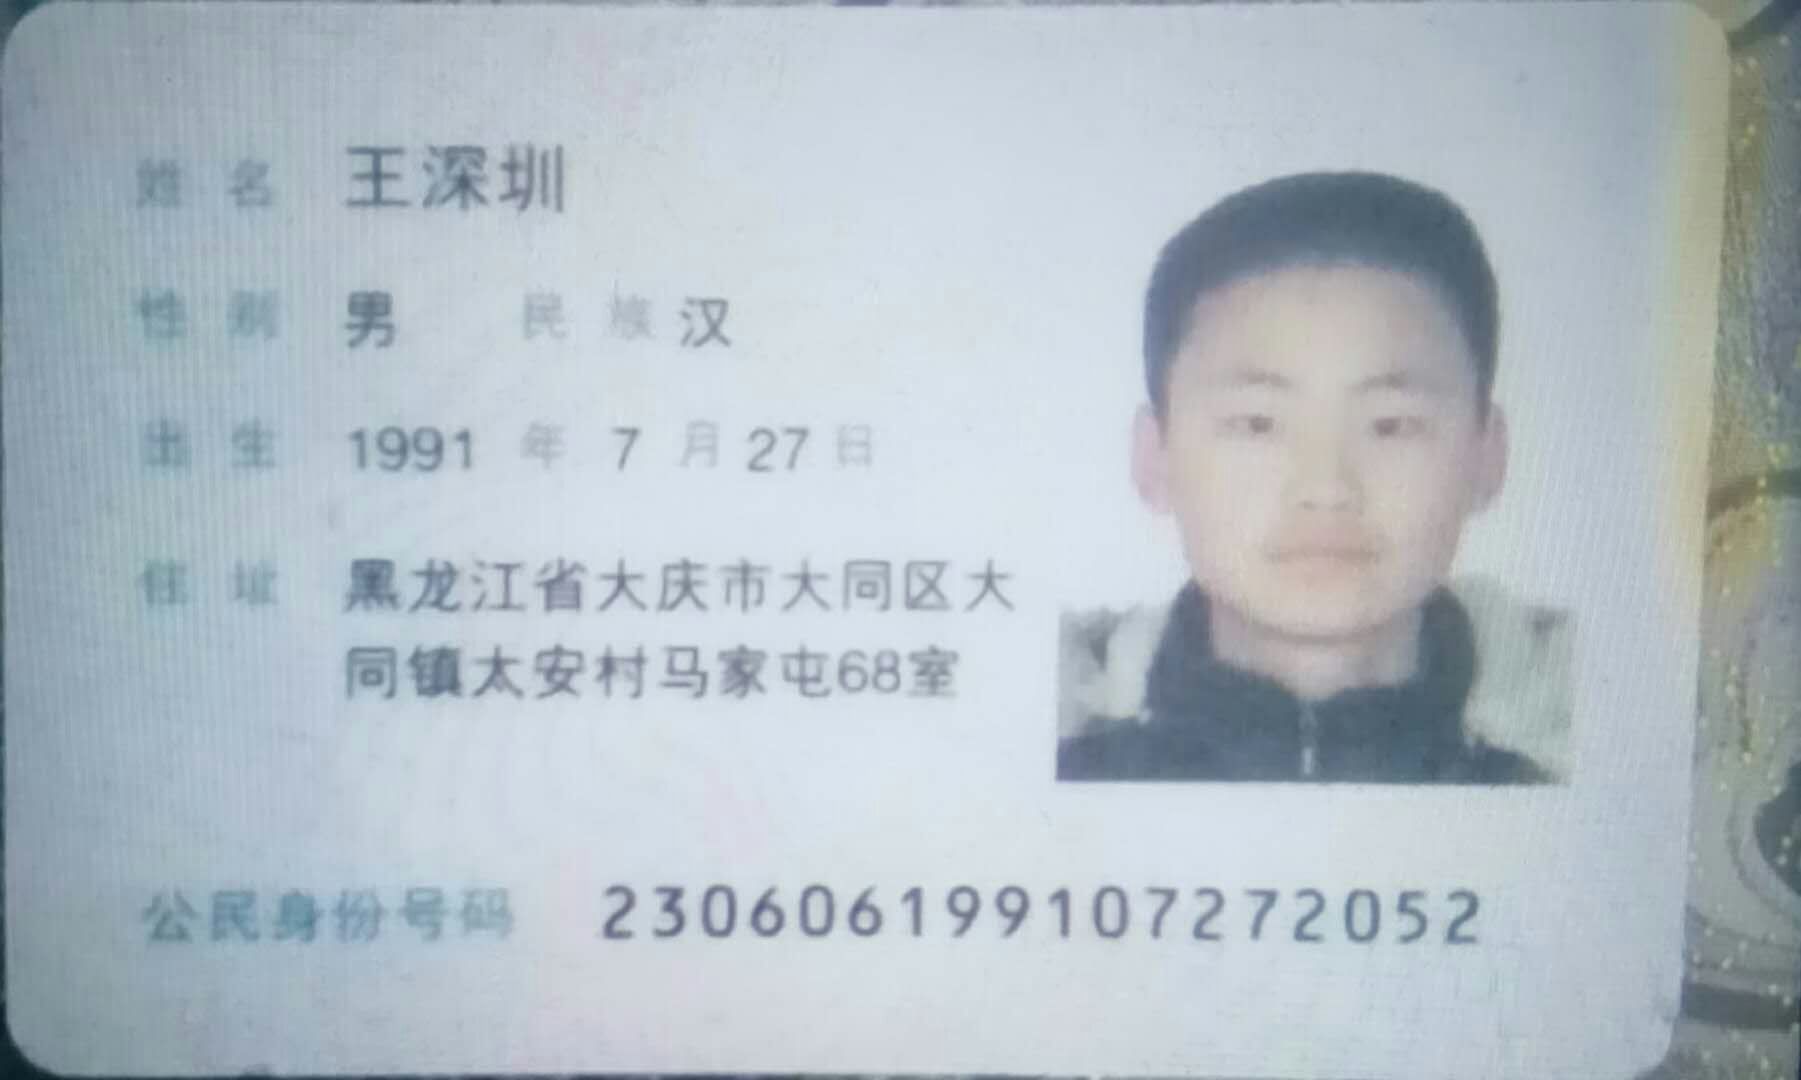 姓名 王深圳
性别 男 民族 汉
出生 1991 年 7 月 27 日
住址 黑龙江省大庆市大同区大
同镇太安村马家屯68室
公民身份号码 230606199107272052